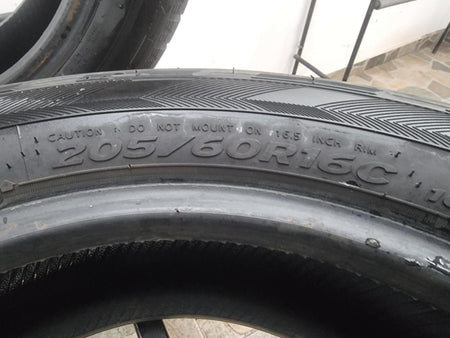 CAUTION : DO NOT MOUNT ON 16.5 INCH RIM
205/60R16C